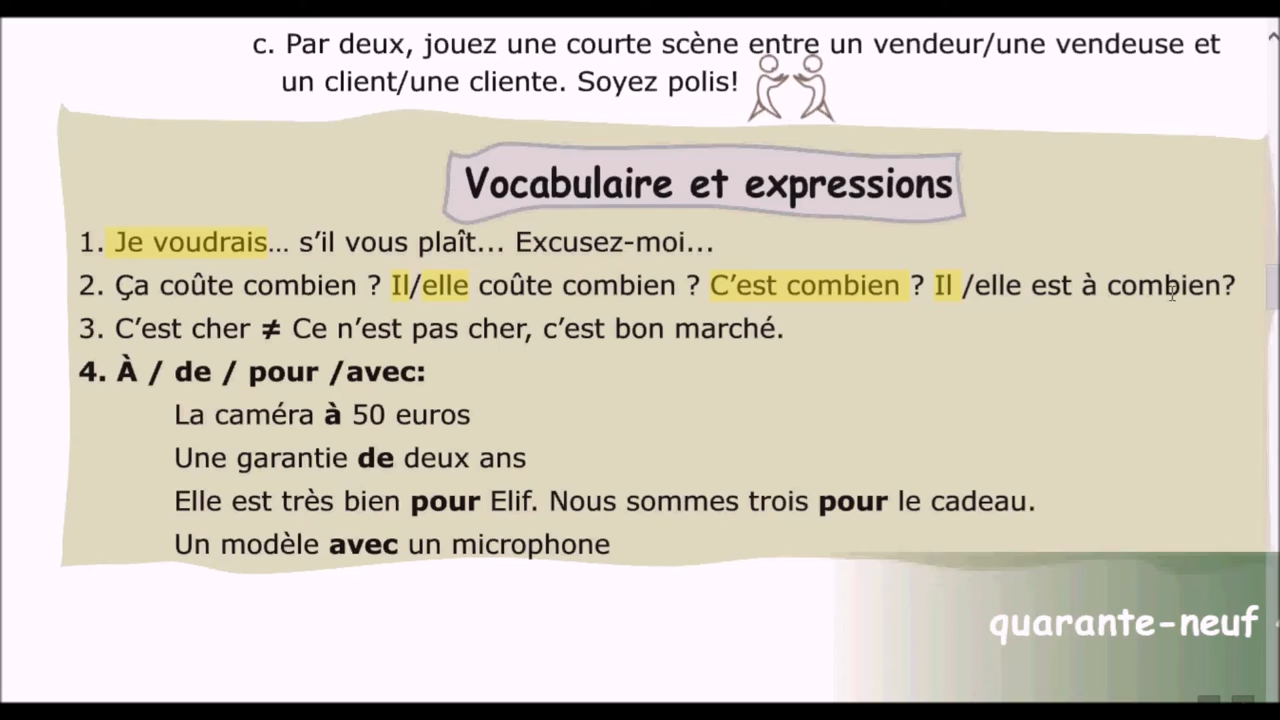 c. Par deux, jouez une courte scène entre un vendeur/une vendeuse et
un client/une cliente. Soyez polis!
Vocabulaire et expressions
1. Je voudrais... s’il vous plaît... Excusez-moi...
2. Ça coûte combien ? Il/elle coûte combien ? C’est combien ? Il /elle est à combien?
3. C’est cher ≠ Ce n’est pas cher, c’est bon marché.
4. À / de / pour /avec:
La caméra à 50 euros
Une garantie de deux ans
Elle est très bien pour Elif. Nous sommes trois pour le cadeau.
Un modèle avec un microphone
quarante-neuf